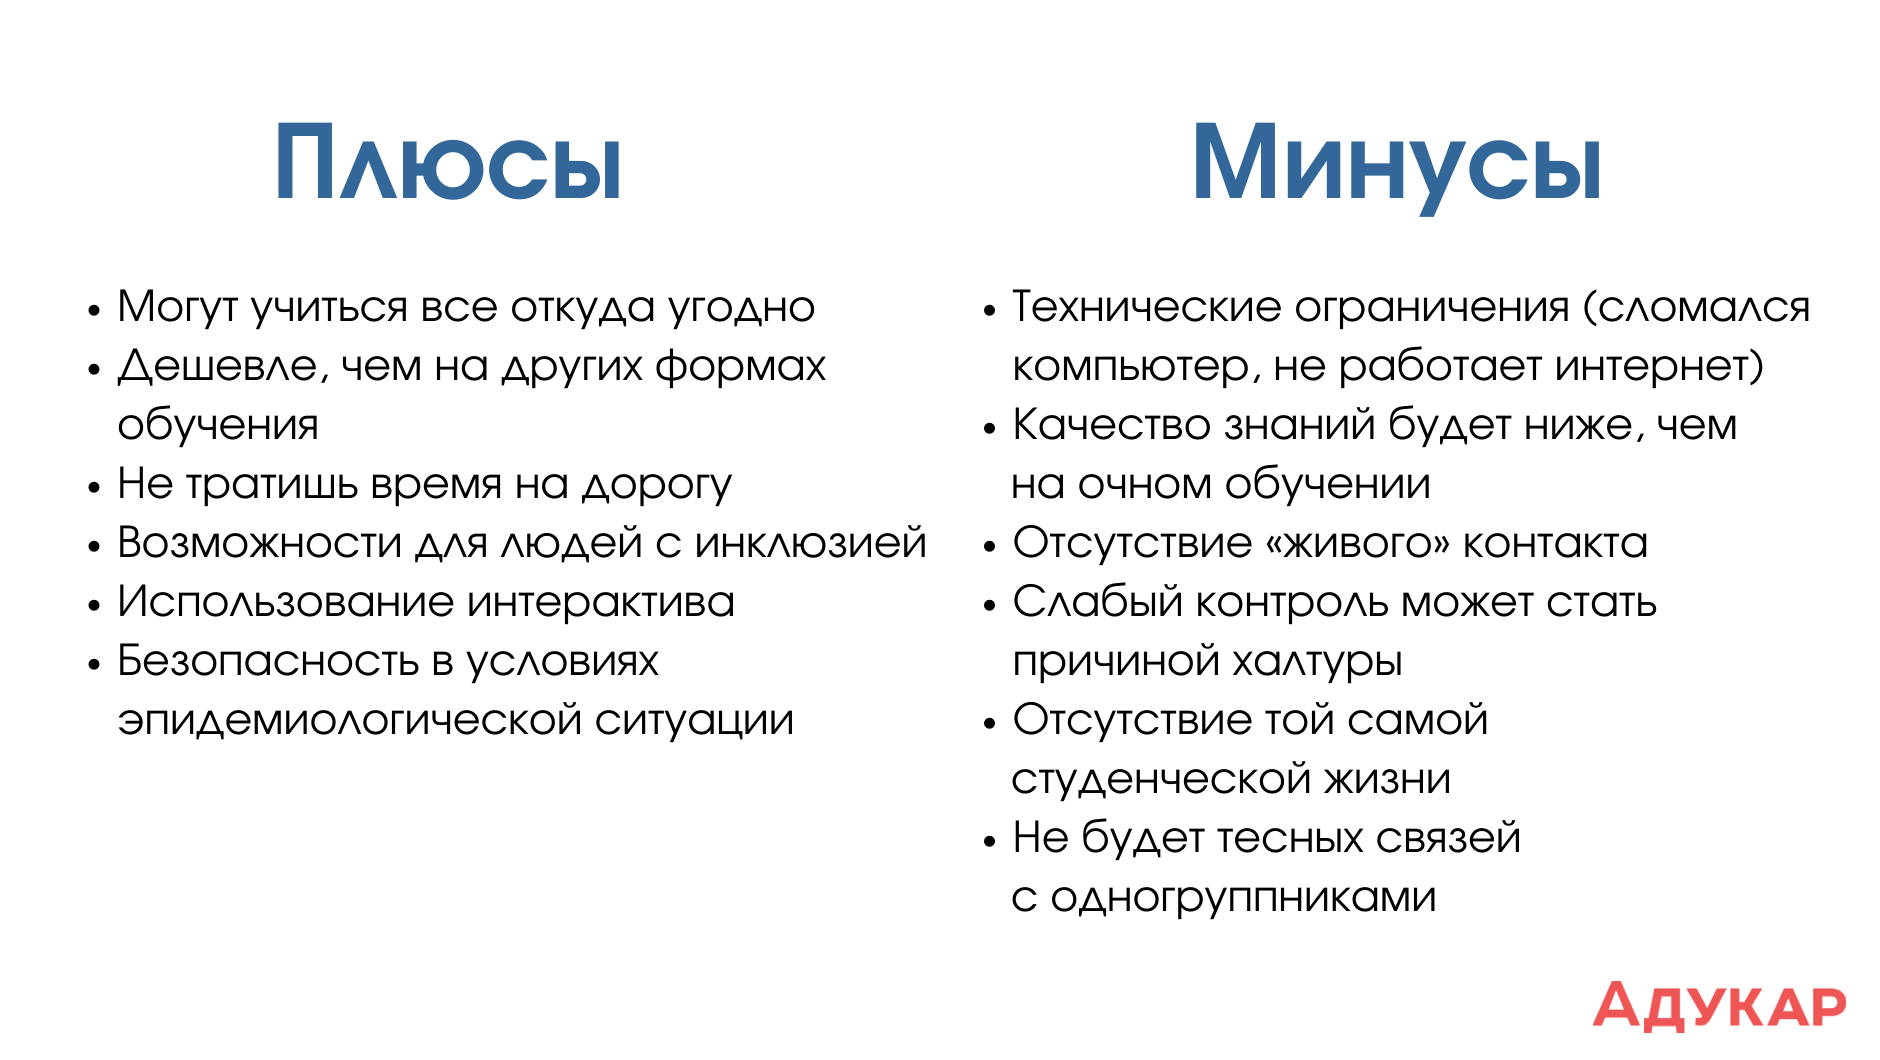 Плюсы
• Могут учиться все откуда угодно
• Дешевле, чем на других формах
обучения
• Не тратишь время на дорогу
• Возможности для людей с инклюзией
• Использование интерактива
• Безопасность в условиях
эпидемиологической ситуации
Минусы
• Технические ограничения (сломался
компьютер, не работает интернет)
• Качество знаний будет ниже, чем
на очном обучении
• Отсутствие «живого» контакта
• Слабый контроль может стать
причиной халтуры
• Отсутствие той самой
студенческой жизни
• Не будет тесных связей
с одногруппниками
Адукар